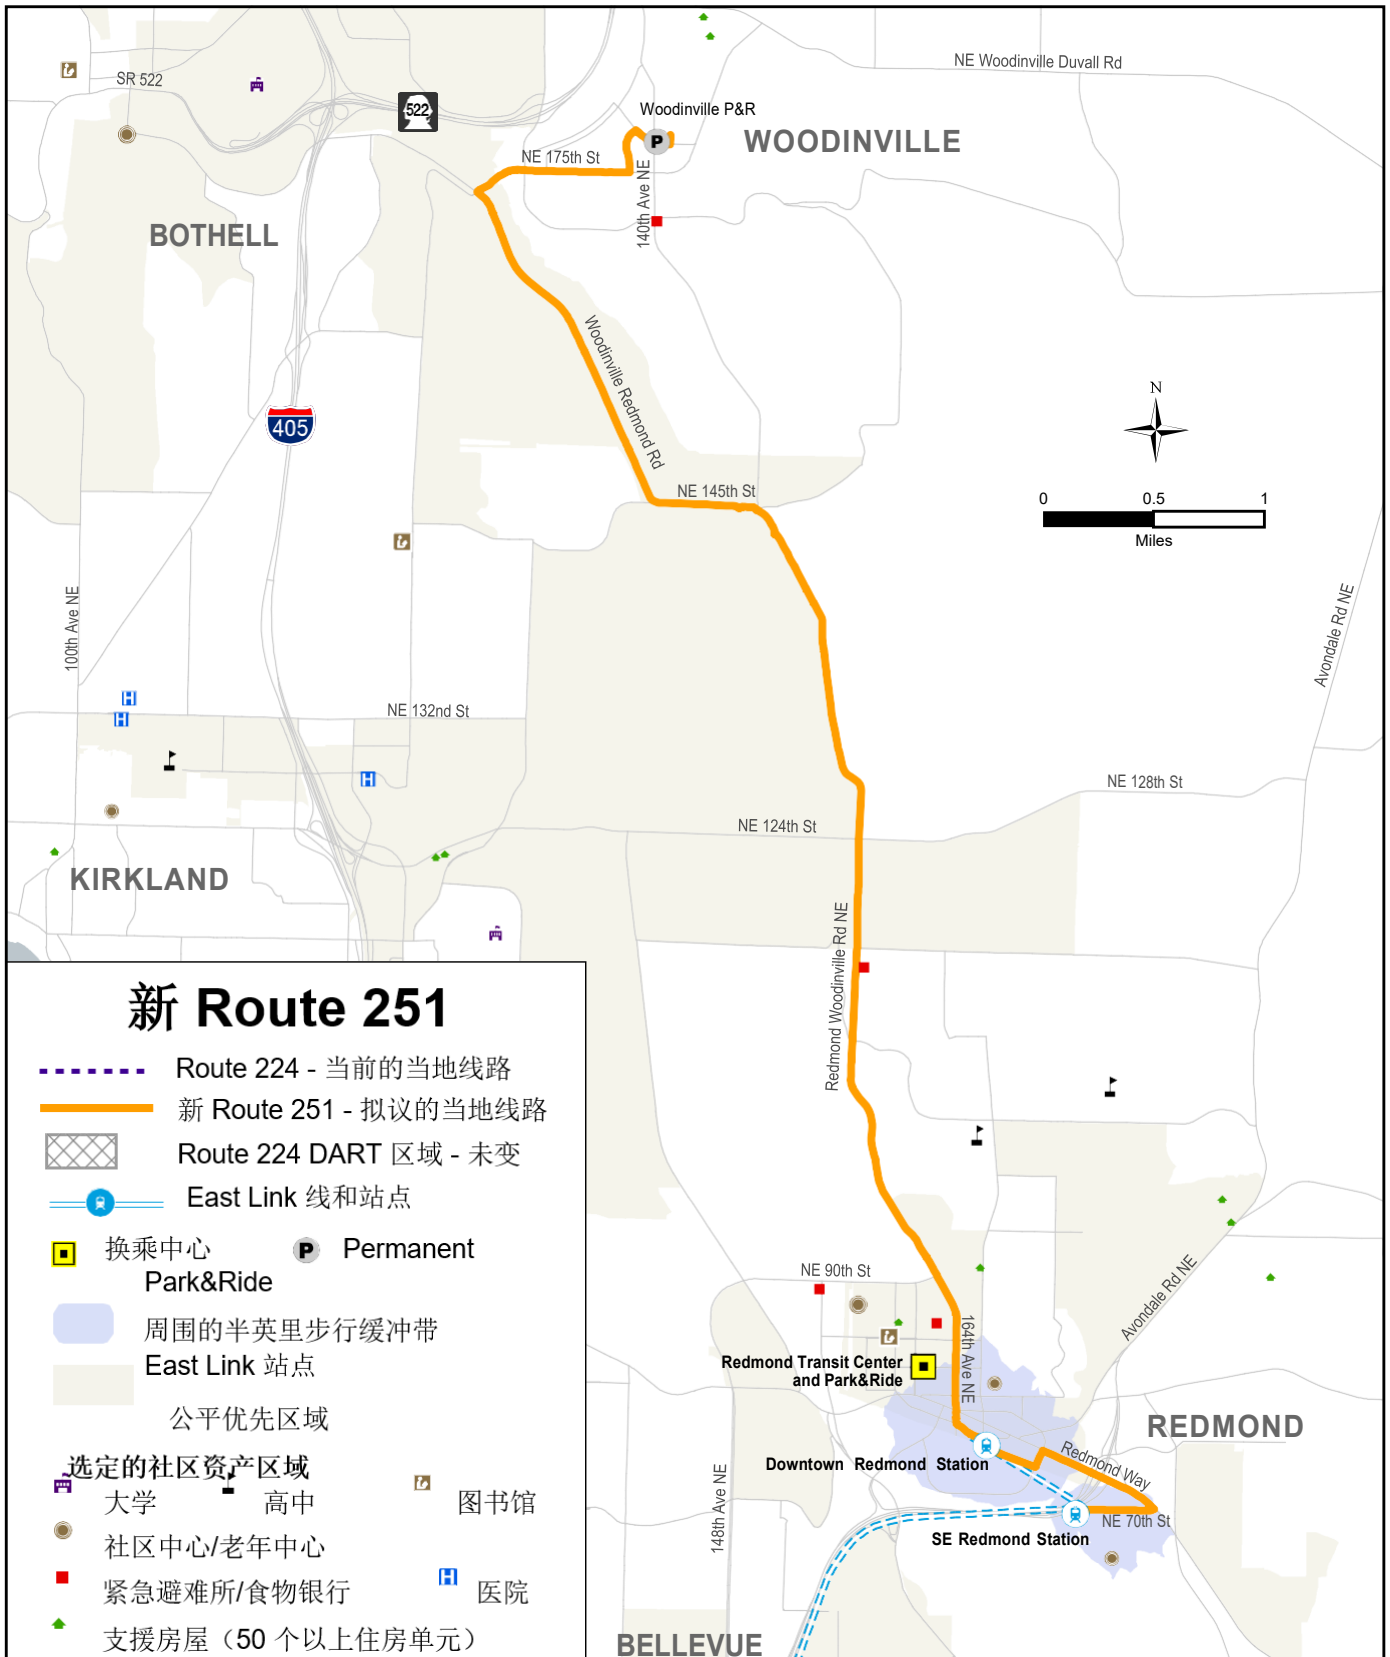 NE Woodinville Duvall Rd
SR 522
522
Woodinville P&R
P
WOODINVILLE
NE 175th St
140th Ave NE
BOTHELL
Woodinville Redmond Rd
N
405
NE 145th St
0 0.5 1
Miles
100th Ave NE
Avondale Rd NE
H
H
NE 132nd St
H
NE 128th St
NE 124th St
KIRKLAND
Redmond Woodinville Rd NE
新 Route 251
Route 224 - 当前的当地线路
新 Route 251 - 拟议的当地线路
Route 224 DART 区域 - 未变
East Link 线和站点
换乘中心 P Permanent
Park&Ride
周围的半英里步行缓冲带
East Link 站点
公平优先区域
选定的社区资产区域
大学 高中 图书馆
社区中心/老年中心
紧急避难所/食物银行 H 医院
支援房屋（50 个以上住房单元）
NE 90th St
Avondale Rd NE
164th Ave NE
Redmond Transit Center
and Park&Ride
REDMOND
Redmond Way
Downtown Redmond Station
148th Ave NE
NE 70th St
SE Redmond Station
BELLEVUE